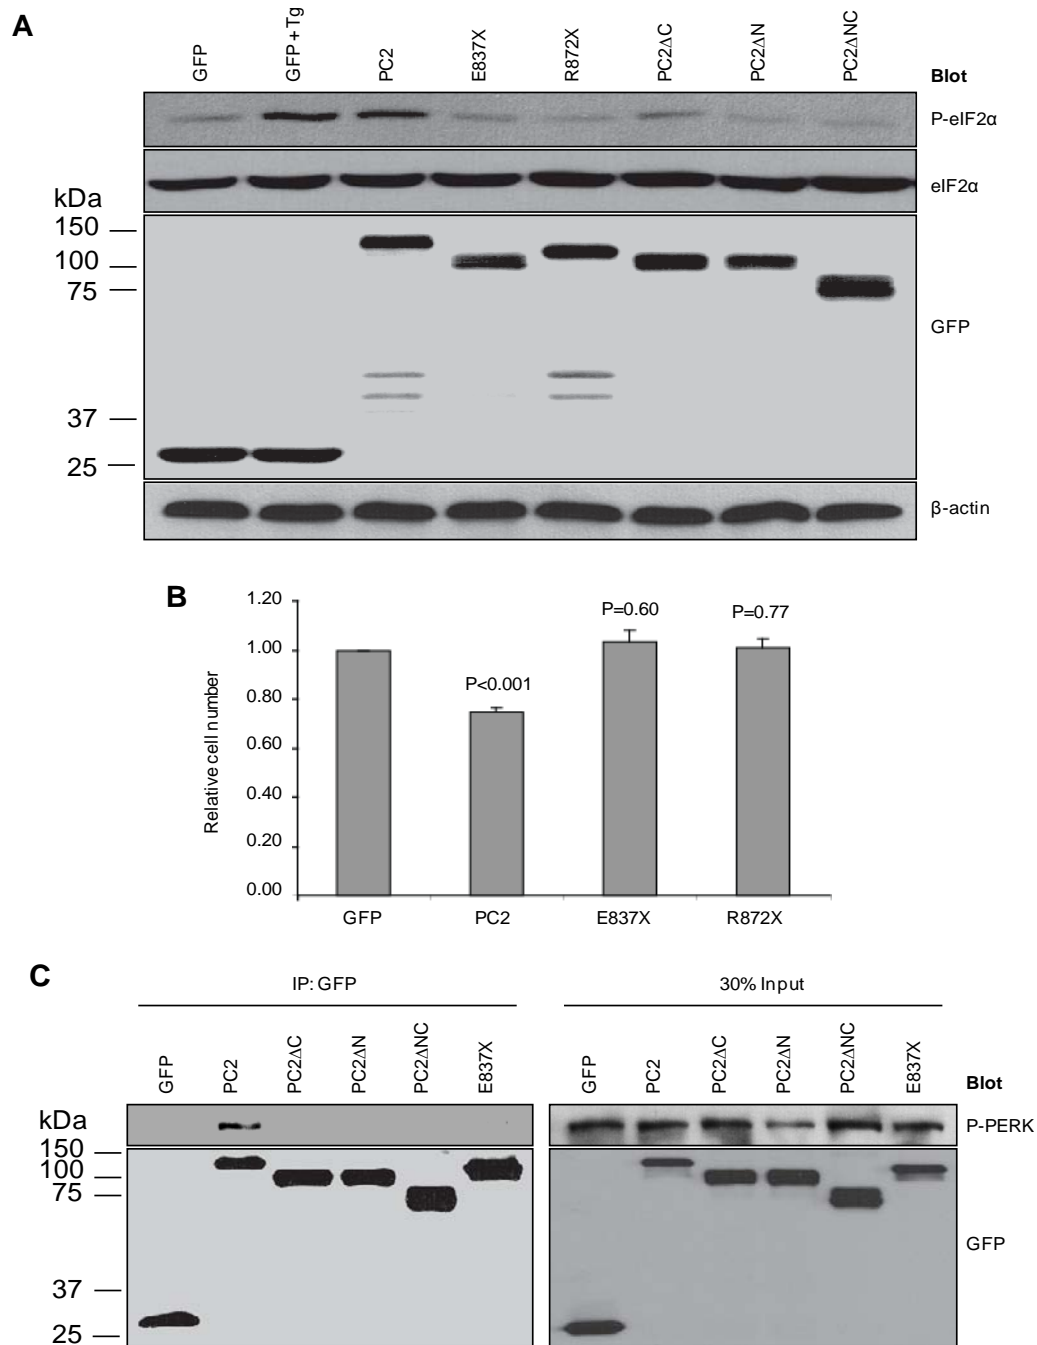 A
GFP
GFP+Tg
PC2
E837X
R872X
PC2ΔC
PC2ΔN
PC2ΔNC
Blot
P-eIF2α
eIF2α
kDa
150
100
75
GFP
37
25
β-actin
B
Relative cell number
1.20
1.00
0.80
0.60
0.40
0.20
0.00
P<0.001
P=0.60
P=0.77
GFP PC2 E837X R872X
C
IP: GFP
30% Input
GFP
PC2
PC2ΔC
PC2ΔN
PC2ΔNC
E837X
GFP
PC2
PC2ΔC
PC2ΔN
PC2ΔNC
E837X
Blot
kDa
P-PERK
150
100
75
GFP
37
25